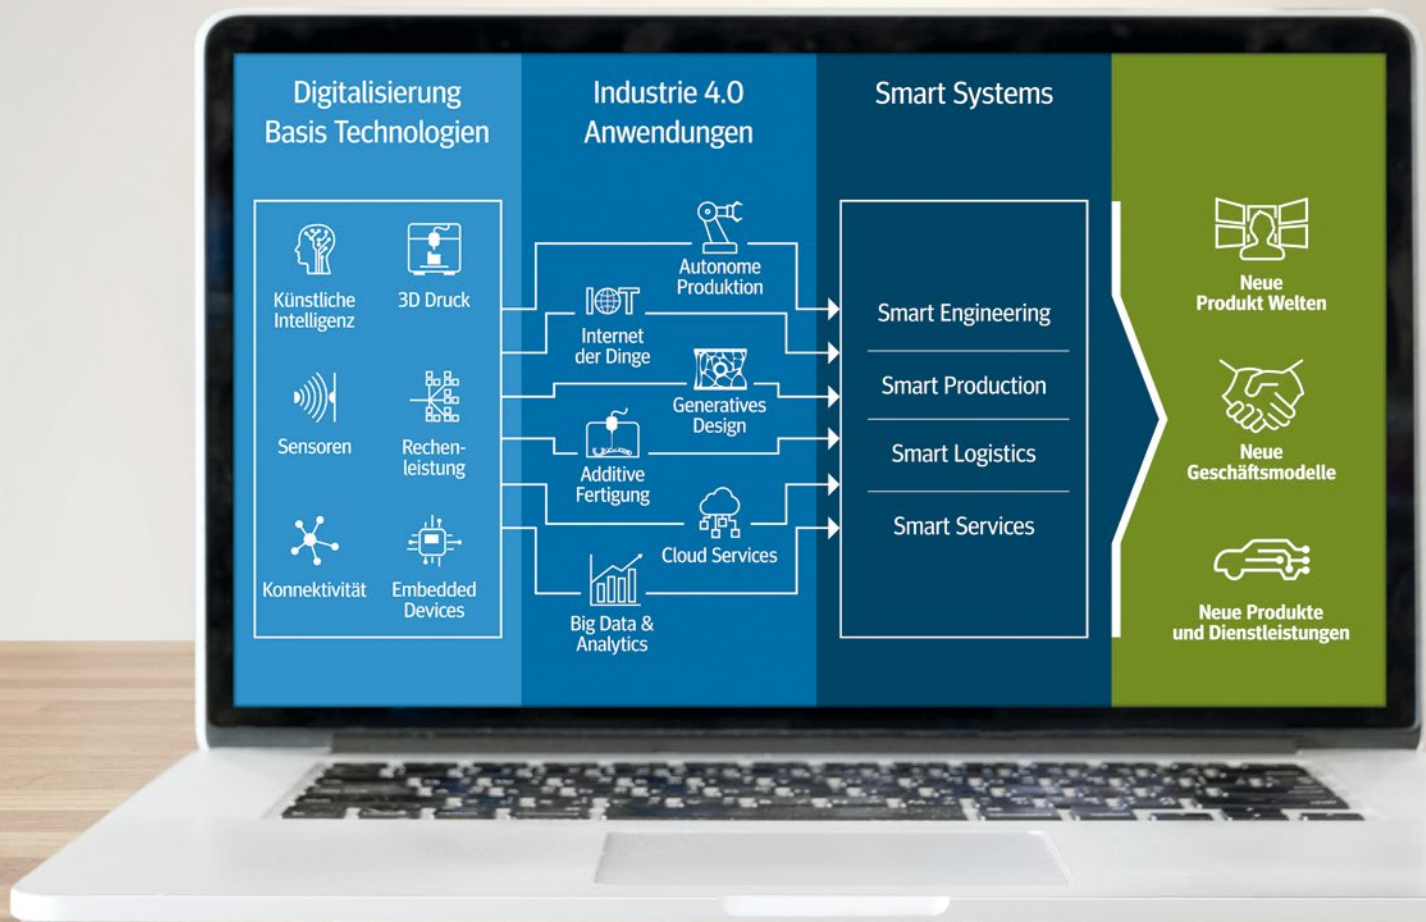 Digitalisierung
Basis Technologien
Künstliche
Intelligenz
3D Druck
Sensoren
Rechen-
leistung
Konnektivität
Embedded
Devices
Industrie 4.0
Anwendungen
Autonome
Produktion
IOT
Internet
der Dinge
Generatives
Design
Additive
Fertigung
Cloud Services
Big Data &
Analytics
Smart Systems
Smart Engineering
Smart Production
Smart Logistics
Smart Services
Neue
Produkt Welten
Neue
Geschäftsmodelle
Neue Produkte
und Dienstleistungen